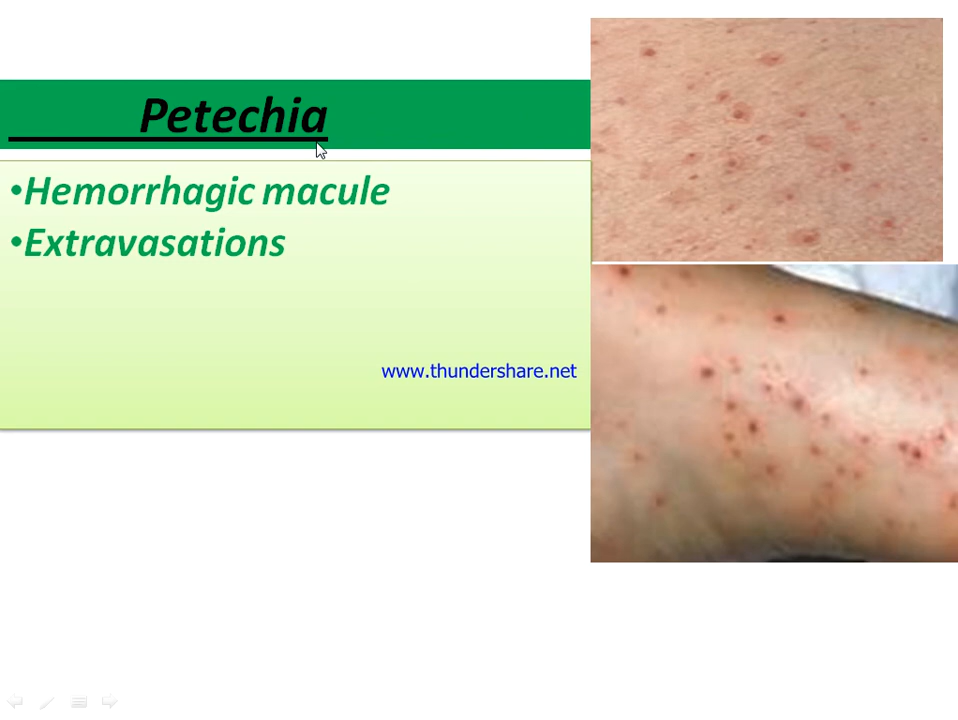 Petechia
•Hemorrhagic macule
•Extravasations
www.thundershare.net